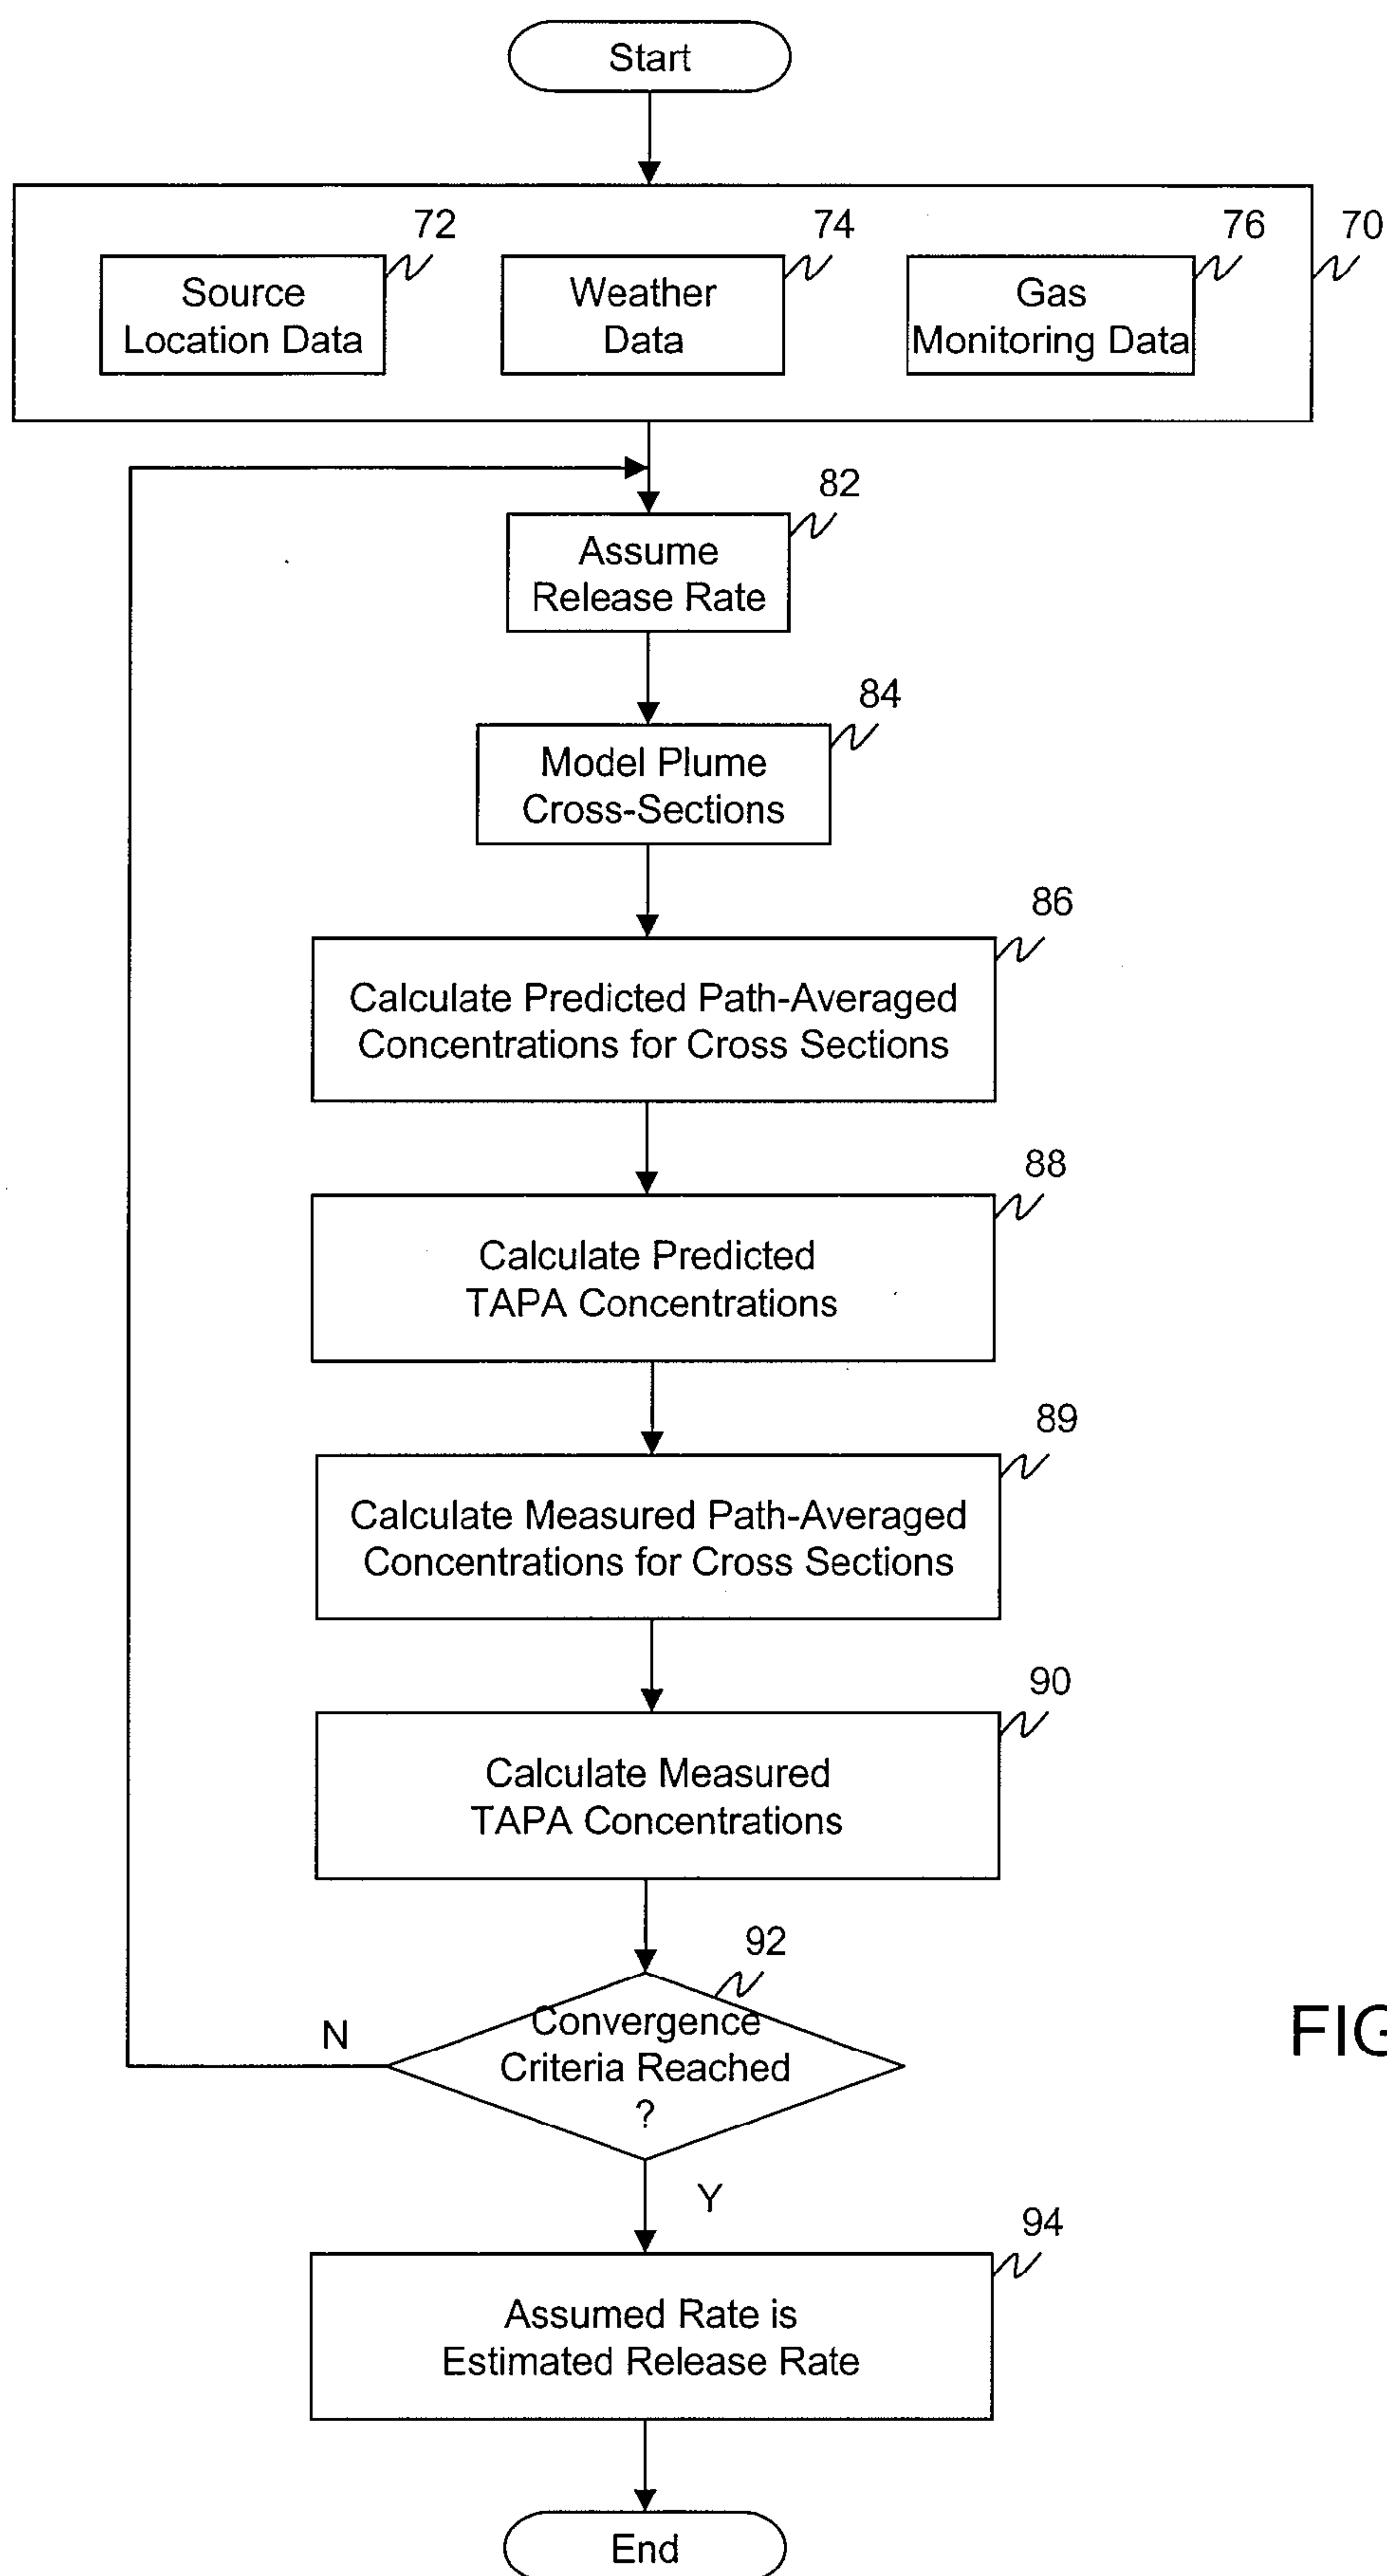 Start
72
74
76
70
Source
Location Data
Weather
Data
Gas
Monitoring Data
82
Assume
Release Rate
84
Model Plume
Cross-Sections
86
Calculate Predicted Path-Averaged
Concentrations for Cross Sections
88
Calculate Predicted
TAPA Concentrations
89
Calculate Measured Path-Averaged
Concentrations for Cross Sections
90
Calculate Measured
TAPA Concentrations
92
Convergence
Criteria Reached
?
N
Y
94
Assumed Rate is
Estimated Release Rate
End